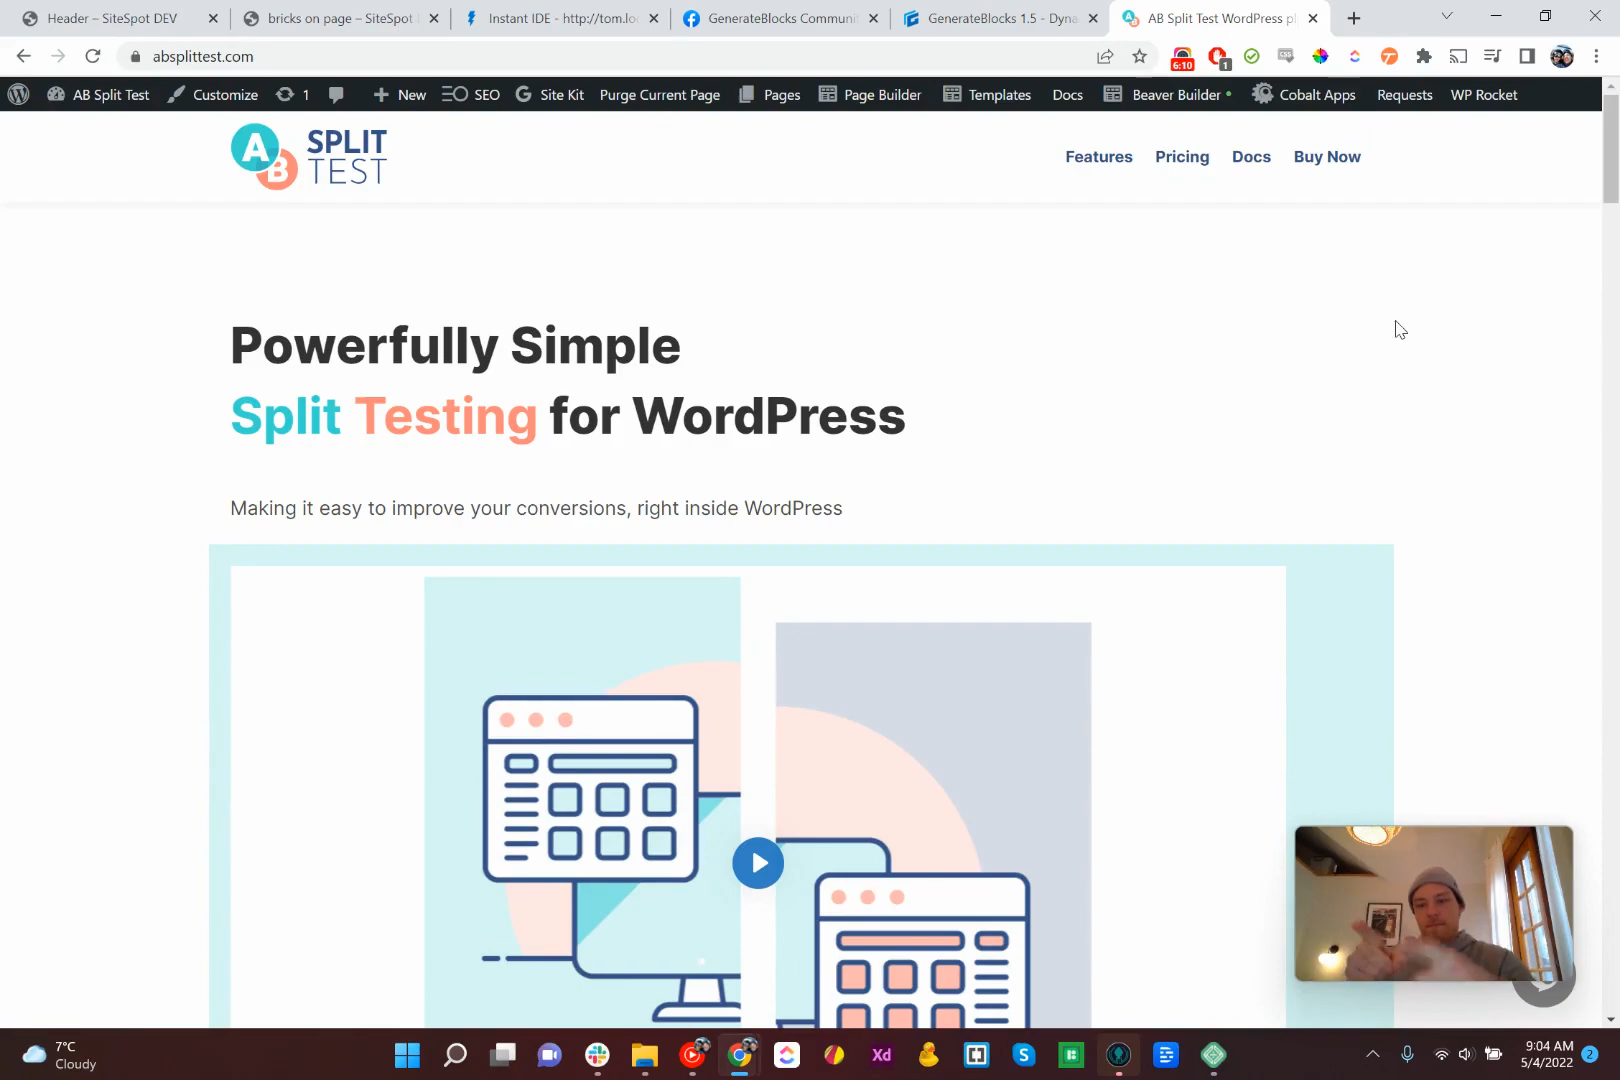 Header – SiteSpot DEV
bricks on page – SiteSpot
Instant IDE - http://tom.lo
GenerateBlocks Communi
GenerateBlocks 1.5 - Dyna
AB Split Test WordPress pl
absplittest.com
6:10
1
AB Split Test
Customize
1
New
SEO
Site Kit
Purge Current Page
Pages
Page Builder
Templates
Docs
Beaver Builder
Cobalt Apps
Requests
WP Rocket
A
B
SPLIT
TEST
Features
Pricing
Docs
Buy Now
Powerfully Simple
Split Testing for WordPress
Making it easy to improve your conversions, right inside WordPress
7°C
Cloudy
Xd
9:04 AM
5/4/2022
2